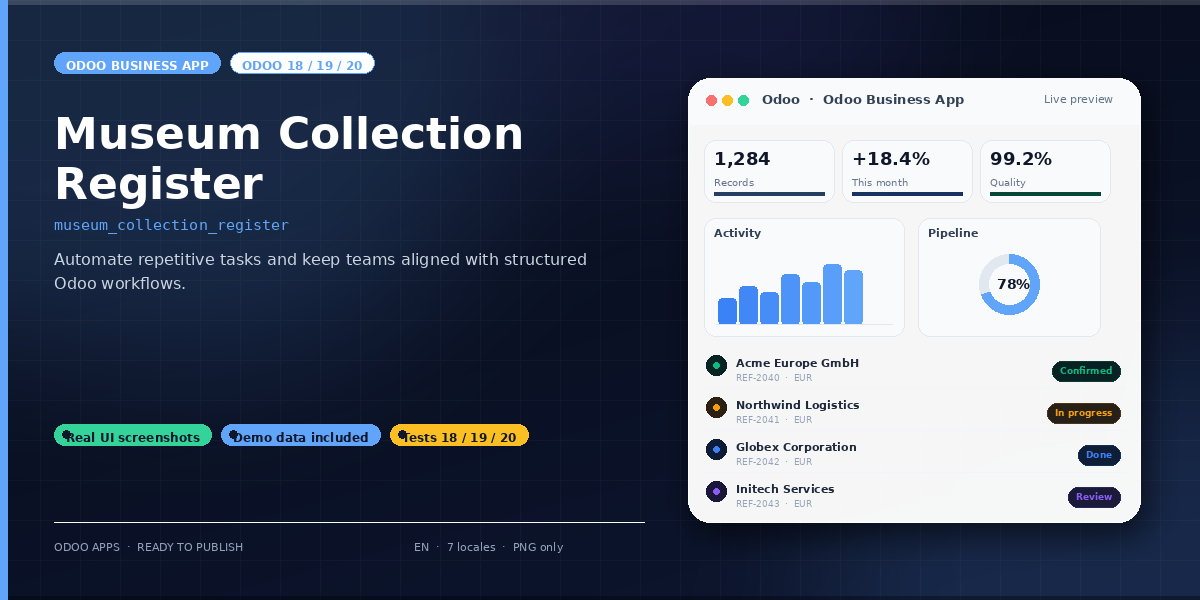 ODOO BUSINESS APP
ODOO 18 / 19 / 20
Museum Collection
Register
museum_collection_register
Automate repetitive tasks and keep teams aligned with structured
Odoo workflows.
Real UI screenshots
Demo data included
Tests 18 / 19 / 20
ODOO APPS · READY TO PUBLISH
EN · 7 locales · PNG only
Odoo · Odoo Business App
Live preview
1,284
Records
+18.4%
This month
99.2%
Quality
Activity
Pipeline
78%
Acme Europe GmbH
REF-2040 · EUR
Confirmed
Northwind Logistics
REF-2041 · EUR
In progress
Globex Corporation
REF-2042 · EUR
Done
Initech Services
REF-2043 · EUR
Review